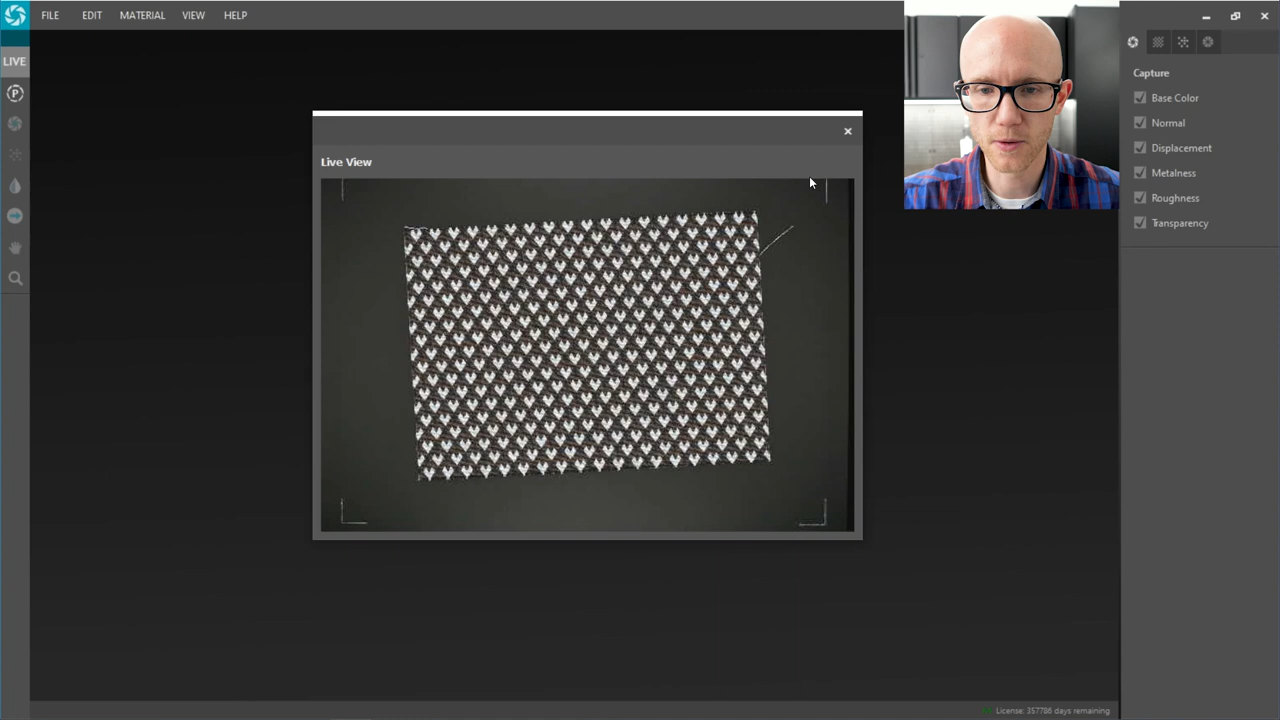 FILE EDIT MATERIAL VIEW HELP
LIVE
P
Live View
Capture
Base Color
Normal
Displacement
Metalness
Roughness
Transparency
License: 357786 days remaining